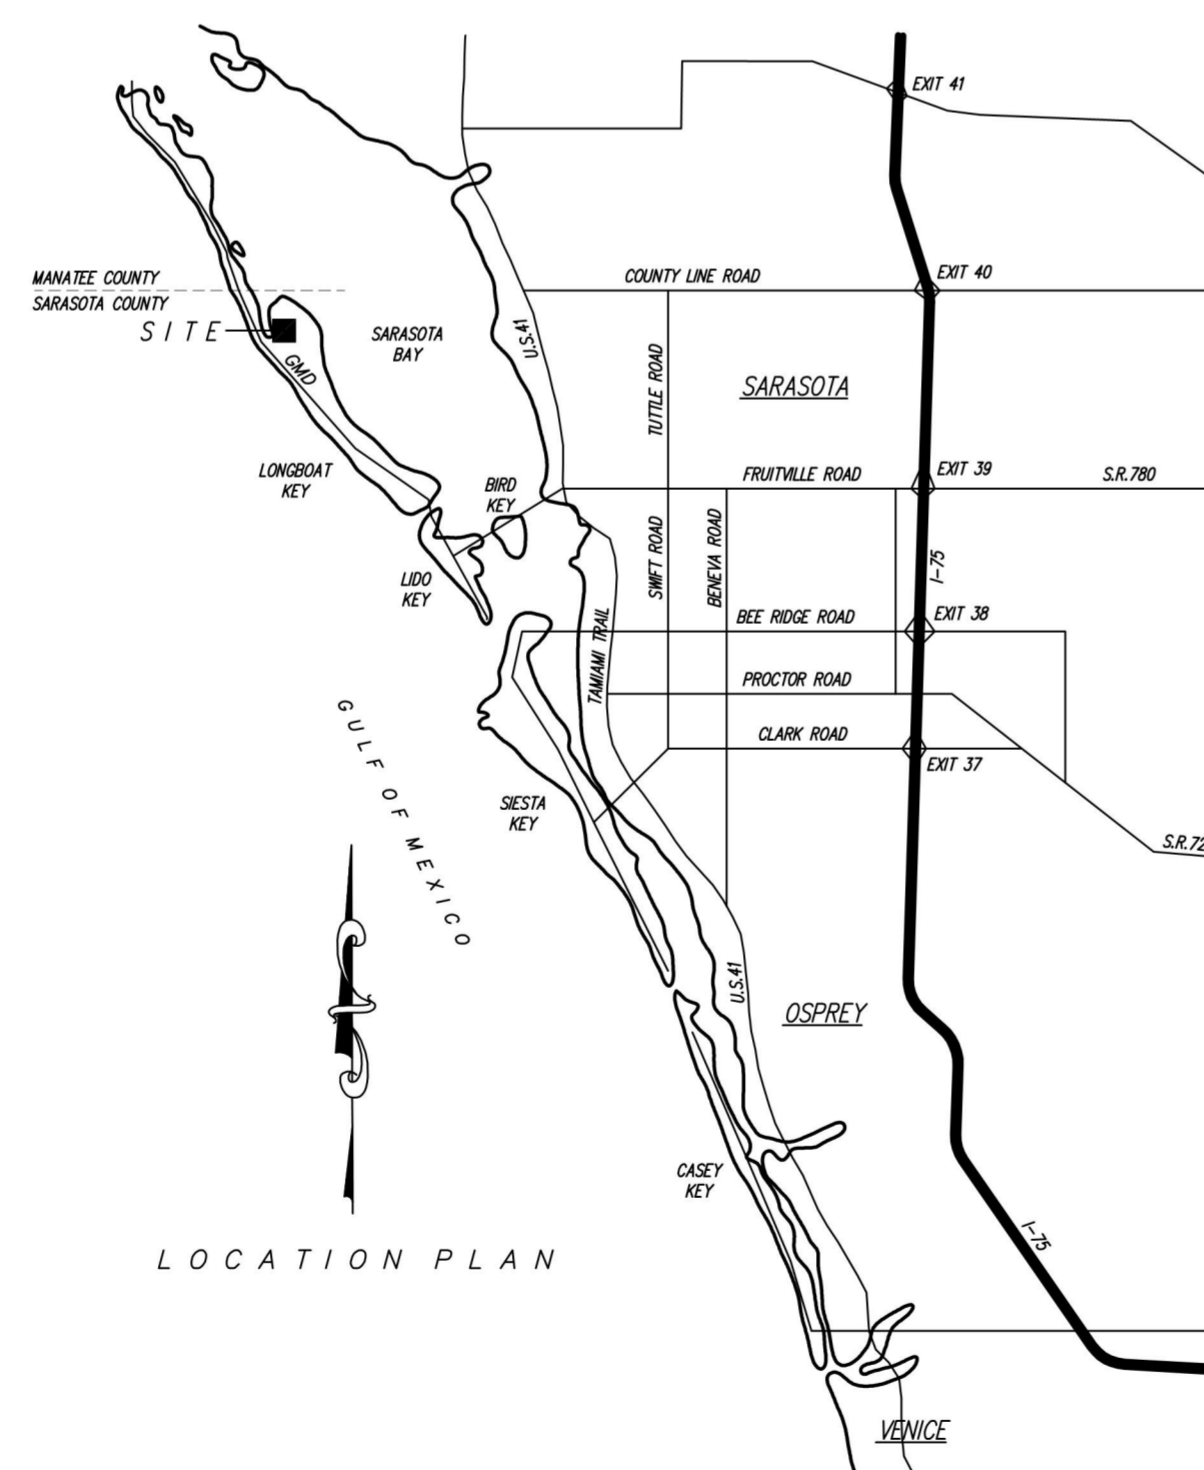 EXIT 41
MANATEE COUNTY
SARASOTA COUNTY
COUNTY LINE ROAD
EXIT 40
SITE
SARASOTA
BAY
U.S.41
GMD
TUTTLE ROAD
SARASOTA
LONGBOAT
KEY
BIRD
KEY
FRUITVILLE ROAD
EXIT 39
S.R.780
SWIFT ROAD
BENEVA ROAD
I-75
LIDO
KEY
BEE RIDGE ROAD
EXIT 38
TAMIAMI TRAIL
PROCTOR ROAD
CLARK ROAD
EXIT 37
GULF OF MEXICO
SIESTA
KEY
S.R.72
U.S.41
OSPREY
CASEY
KEY
I-75
LOCATION PLAN
VENICE